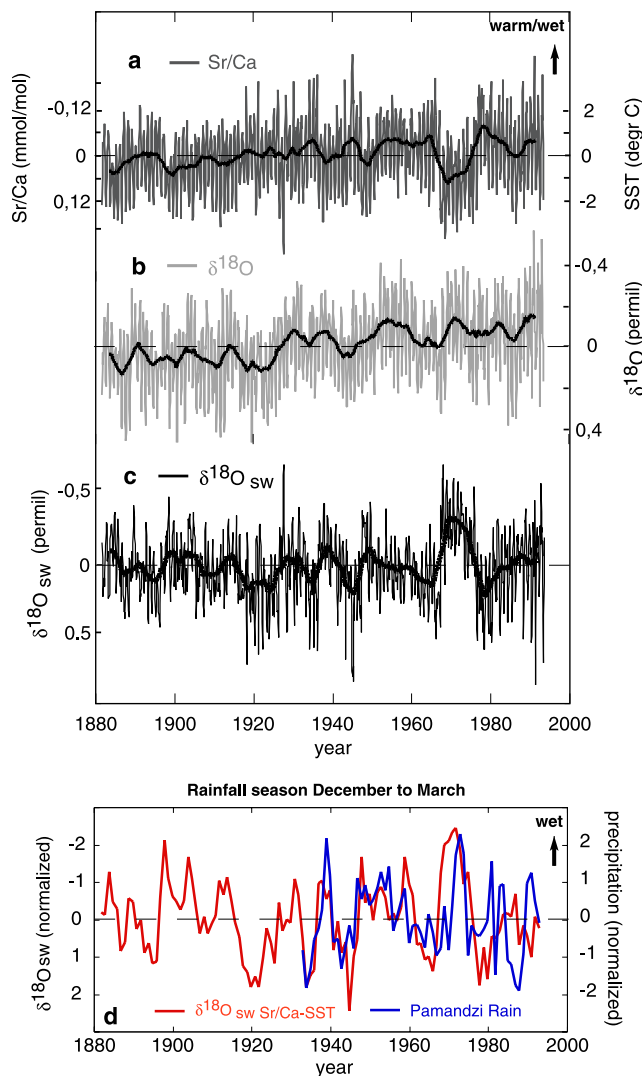 warm/wet
a Sr/Ca
Sr/Ca (mmol/mol)
-0,12
0
0,12
2
0
-2
SST (degr C)
b δ18O
-0,4
0
0,4
δ18O (permil)
c δ18O sw
δ18O sw (permil)
-0.5
0
0.5
1880 1900 1920 1940 1960 1980 2000
year
Rainfall season December to March
wet
δ18O sw (normalized)
-2
-1
0
1
2
2
1
0
-1
-2
precipitation (normalized)
d δ18O sw Sr/Ca-SST Pamandzi Rain
1880 1900 1920 1940 1960 1980 2000
year